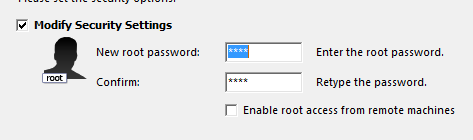 Modify Security Settings
New root password: **** Enter the root password.
root
Confirm: **** Retype the password.
Enable root access from remote machines